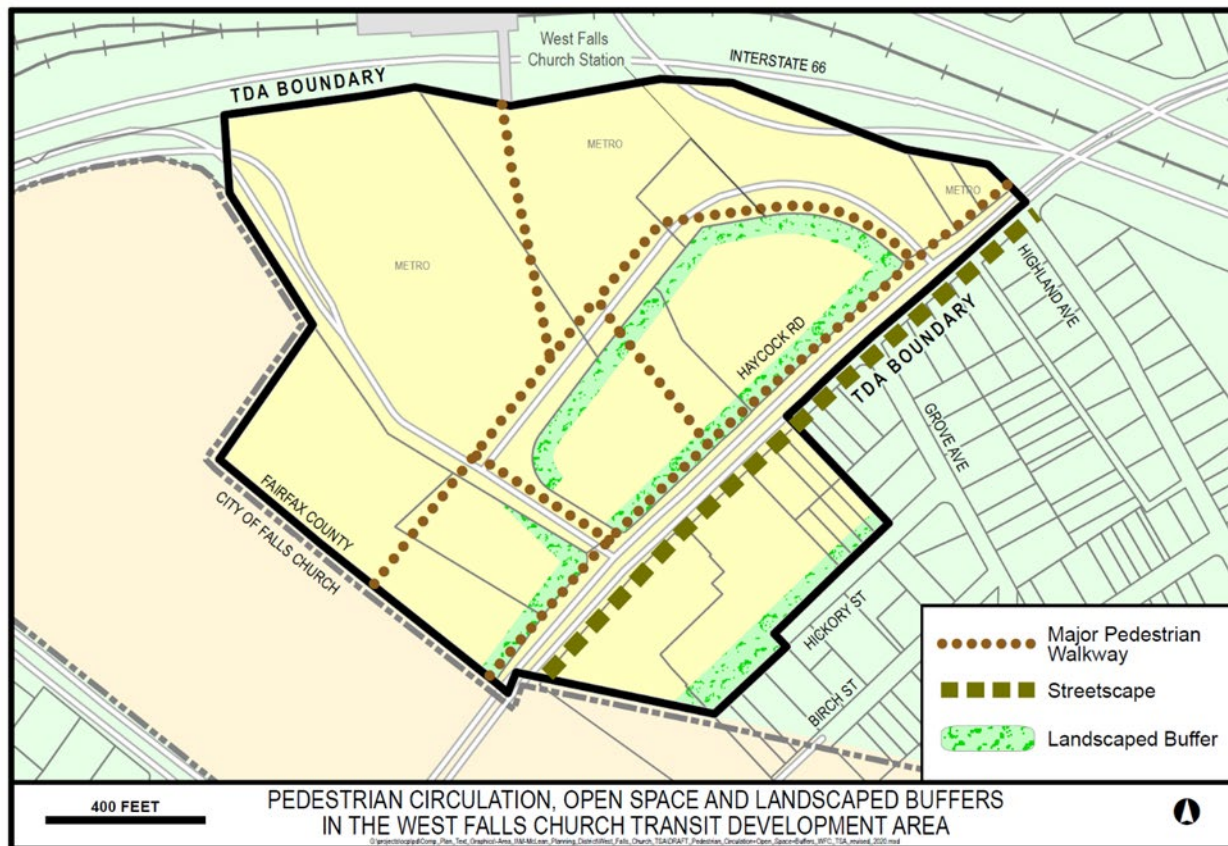 West Falls
Church Station
INTERSTATE 66
TDA BOUNDARY
METRO
METRO
METRO
HIGHLAND AVE
HAYCOCK RD
TDA BOUNDARY
GROVE AVE
FAIRFAX COUNTY
CITY OF FALLS CHURCH
HICKORY ST
BIRCH ST
Major Pedestrian
Walkway
Streetscape
Landscaped Buffer
400 FEET
PEDESTRIAN CIRCULATION, OPEN SPACE AND LANDSCAPED BUFFERS
IN THE WEST FALLS CHURCH TRANSIT DEVELOPMENT AREA